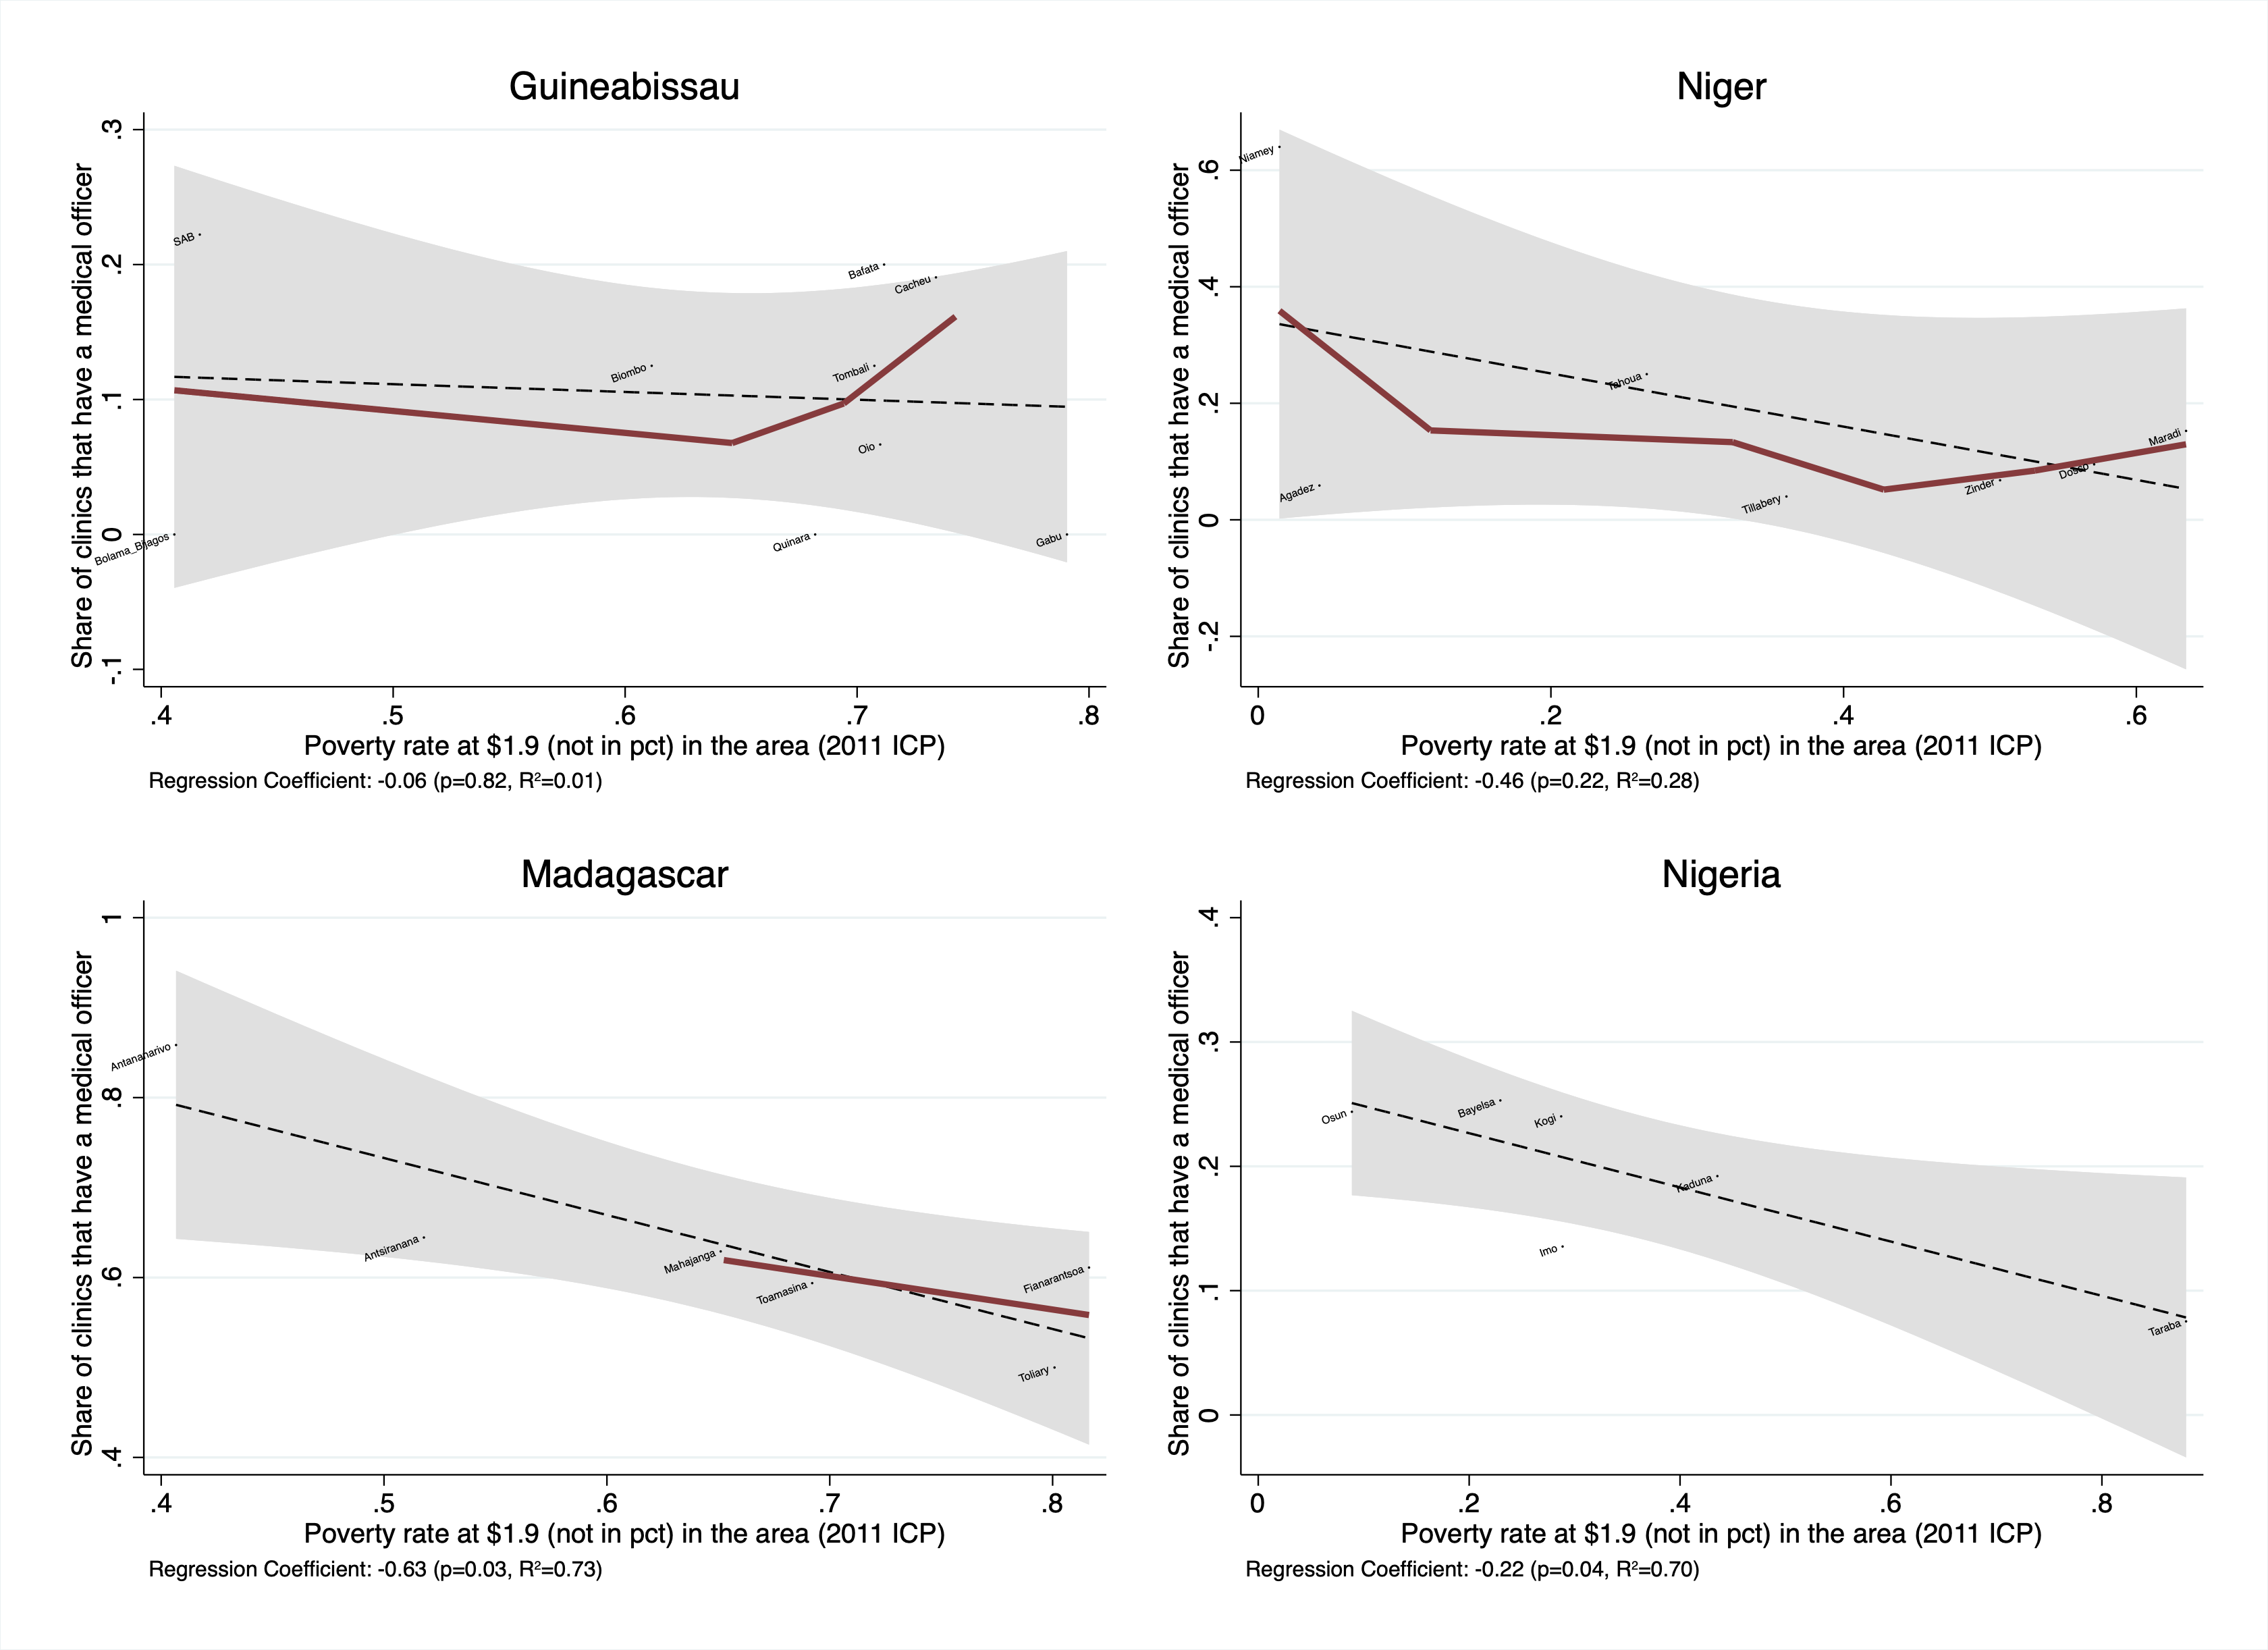 Guineabissau
Share of clinics that have a medical officer
.3
.2
.1
0
-.1
SAB
Bafata
Cacheu
Biombo
Tombali
Oio
Bolama_Bijagos
Quinara
Gabu
.4 .5 .6 .7 .8
Poverty rate at $1.9 (not in pct) in the area (2011 ICP)
Regression Coefficient: -0.06 (p=0.82, R²=0.01)
Niger
Share of clinics that have a medical officer
.6
.4
.2
0
-.2
Niamey
Tahoua
Maradi
Dosso
Zinder
Agadez
Tillabery
0 .2 .4 .6
Poverty rate at $1.9 (not in pct) in the area (2011 ICP)
Regression Coefficient: -0.46 (p=0.22, R²=0.28)
Madagascar
Share of clinics that have a medical officer
1
.8
.6
.4
Antananarivo
Antsiranana
Mahajanga
Toamasina
Fianarantsoa
Toliary
.4 .5 .6 .7 .8
Poverty rate at $1.9 (not in pct) in the area (2011 ICP)
Regression Coefficient: -0.63 (p=0.03, R²=0.73)
Nigeria
Share of clinics that have a medical officer
.4
.3
.2
.1
0
Osun
Bayelsa
Kogi
Kaduna
Imo
Taraba
0 .2 .4 .6 .8
Poverty rate at $1.9 (not in pct) in the area (2011 ICP)
Regression Coefficient: -0.22 (p=0.04, R²=0.70)